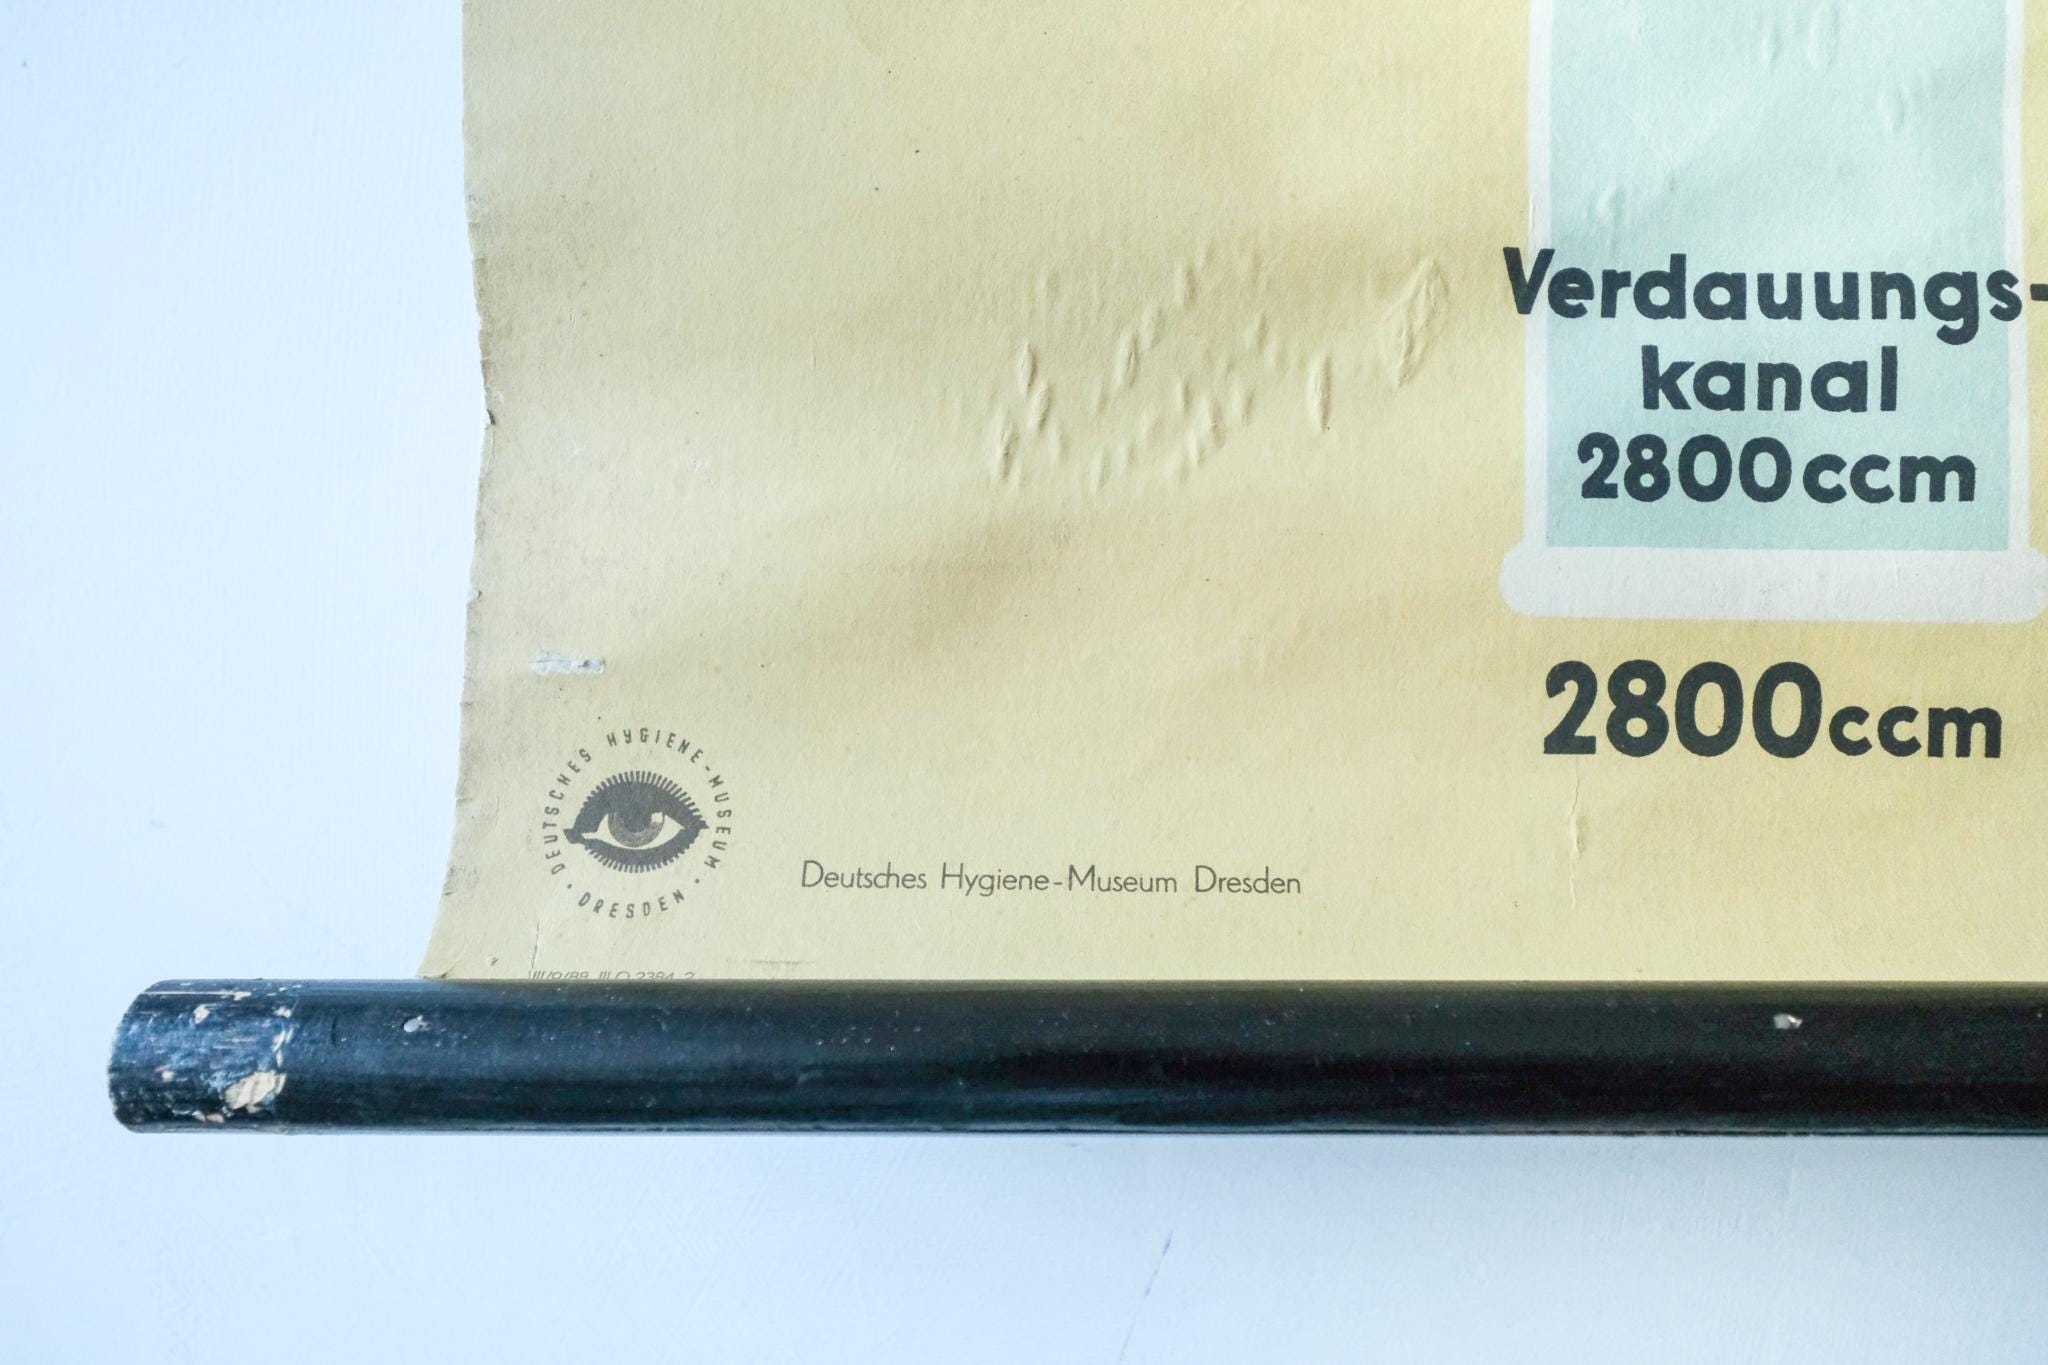 Verdauungs-
kanal
2800ccm
2800ccm
DEUTSCHES HYGIENE-MUSEUM · DRESDEN ·
Deutsches Hygiene-Museum Dresden